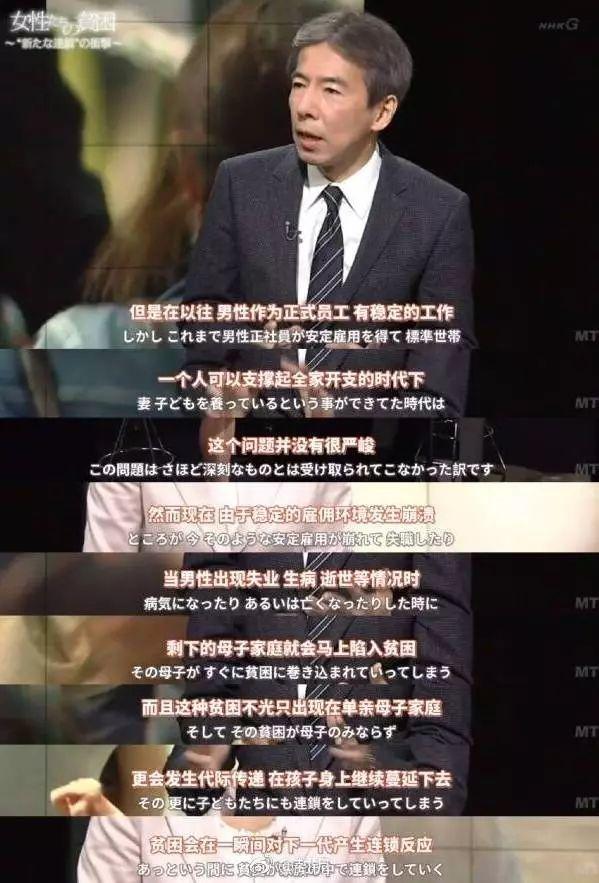 女性たちの貧困
～“新たな連鎖”の衝撃～
NHK G
但是在以往 男性作为正式员工 有稳定的工作
しかし これまで男性正社員が安定雇用を得て 標準世帯
MT
一个人可以支撑起全家开支的时代下
妻 子どもを養っているという事ができてた時代は
MT
这个问题并没有很严峻
この問題は さほど深刻なものとは受け取られてこなかった訳です
MT
然而现在 由于稳定的雇佣环境发生崩溃
ところが 今 そのような安定雇用が崩れて 失職したり
当男性出现失业 生病 逝世等情况时
病気になったり あるいは亡くなったりした時に
MT
剩下的母子家庭就会马上陷入贫困
その母子が すぐに貧困に巻き込まれていってしまう
MT
而且这种贫困不光只出现在单亲母子家庭
そして その貧困が母子のみならず
MT
更会发生代际传递 在孩子身上继续蔓延下去
その 更に子どもたちにも連鎖をしていってしまう
MT
贫困会在一瞬间对下一代产生连锁反应
あっという間に 貧困が 中で連鎖をしていく